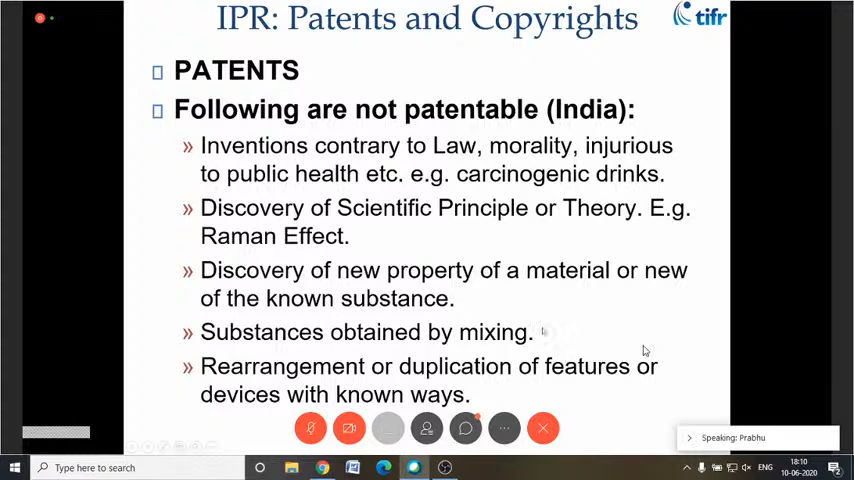 IPR: Patents and Copyrights
tifr
PATENTS
Following are not patentable (India):
» Inventions contrary to Law, morality, injurious
to public health etc. e.g. carcinogenic drinks.
» Discovery of Scientific Principle or Theory. E.g.
Raman Effect.
» Discovery of new property of a material or new
of the known substance.
» Substances obtained by mixing.
» Rearrangement or duplication of features or
devices with known ways.
Speaking: Prabhu
Type here to search
ENG
18:10
10-06-2020
2